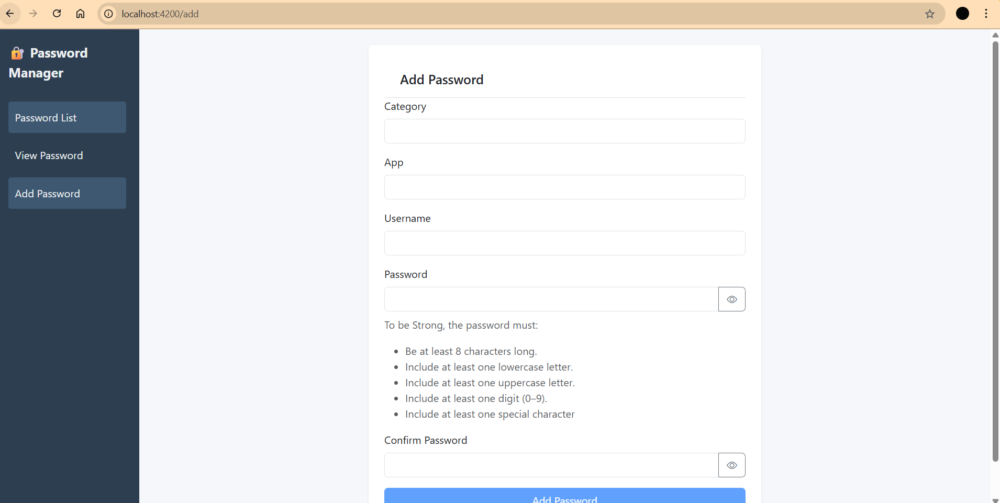 localhost:4200/add
Password
Manager
Password List
View Password
Add Password
Add Password
Category
App
Username
Password
To be Strong, the password must:
Be at least 8 characters long.
Include at least one lowercase letter.
Include at least one uppercase letter.
Include at least one digit (0–9).
Include at least one special character
Confirm Password
Add Password